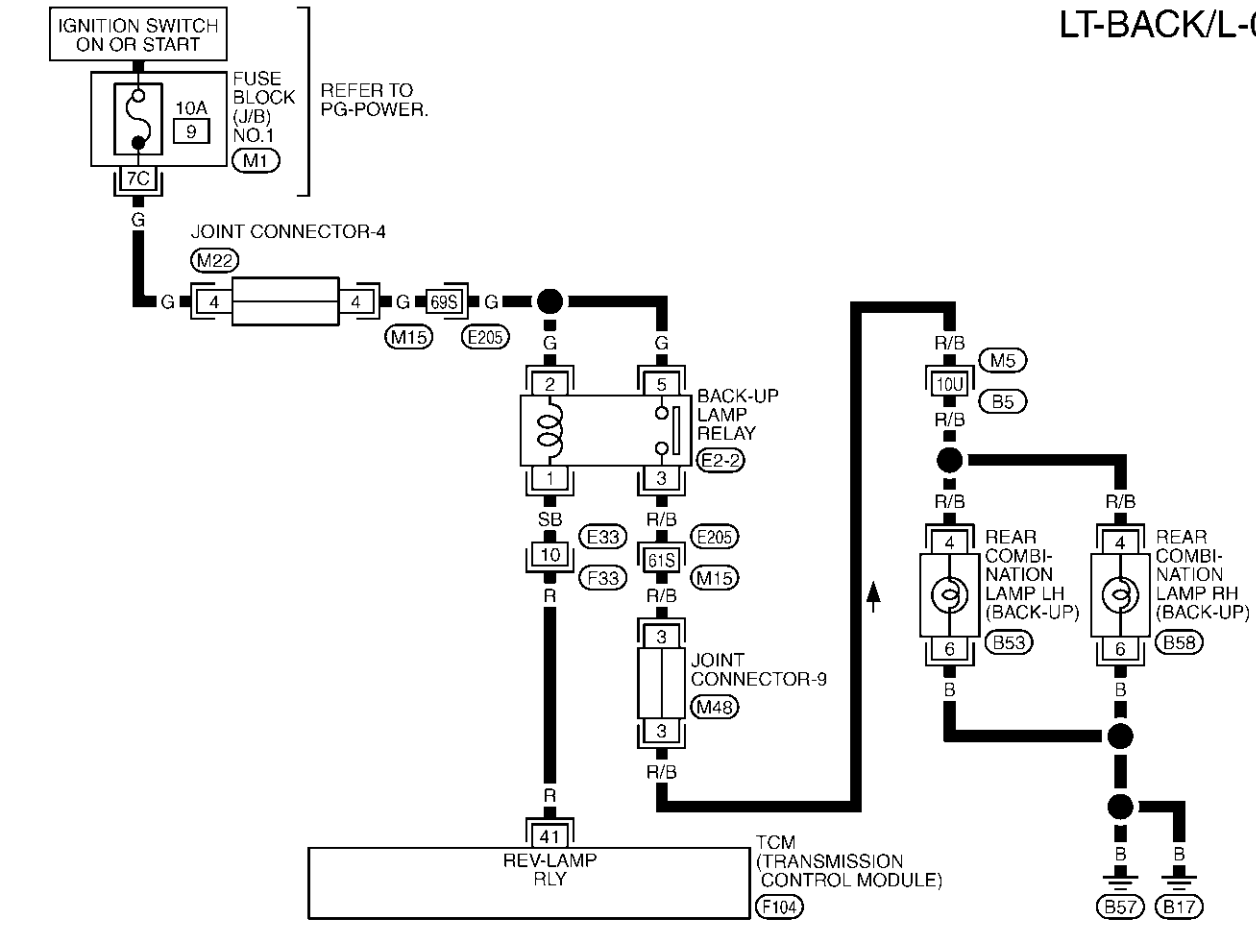 LT-BACK/L-
IGNITION SWITCH
ON OR START
FUSE
BLOCK
(J/B)
NO.1
M1
10A
9
7C
REFER TO
PG-POWER.
G
JOINT CONNECTOR-4
M22
G
4
4
G
69S
G
M15
E205
G
G
2
5
BACK-UP
LAMP
RELAY
E2-2
1
3
SB
R/B
E33
10
F33
E205
61S
M15
R
R/B
3
JOINT
CONNECTOR-9
M48
3
R/B
R
41
REV-LAMP
RLY
TCM
(TRANSMISSION
CONTROL MODULE)
F104
R/B
M5
10U
B5
R/B
R/B
R/B
4
REAR
COMBI-
NATION
LAMP LH
(BACK-UP)
B53
6
4
REAR
COMBI-
NATION
LAMP RH
(BACK-UP)
B58
6
B
B
B
B
B57
B17